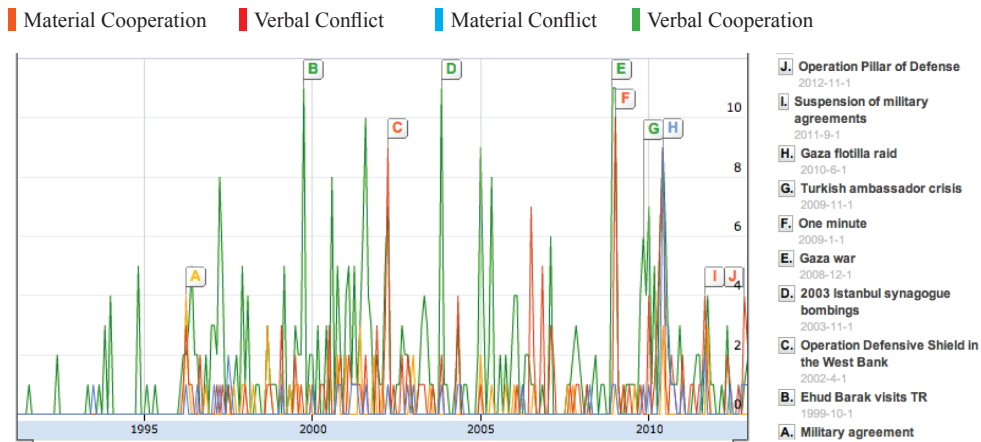 Material Cooperation
Verbal Conflict
Material Conflict
Verbal Cooperation
B
D
E
F
C
G
H
A
I
J
10
8
6
4
2
0
1995
2000
2005
2010
J. Operation Pillar of Defense
2012-11-1
I. Suspension of military
agreements
2011-9-1
H. Gaza flotilla raid
2010-6-1
G. Turkish ambassador crisis
2009-11-1
F. One minute
2009-1-1
E. Gaza war
2008-12-1
D. 2003 Istanbul synagogue
bombings
2003-11-1
C. Operation Defensive Shield in
the West Bank
2002-4-1
B. Ehud Barak visits TR
1999-10-1
A. Military agreement